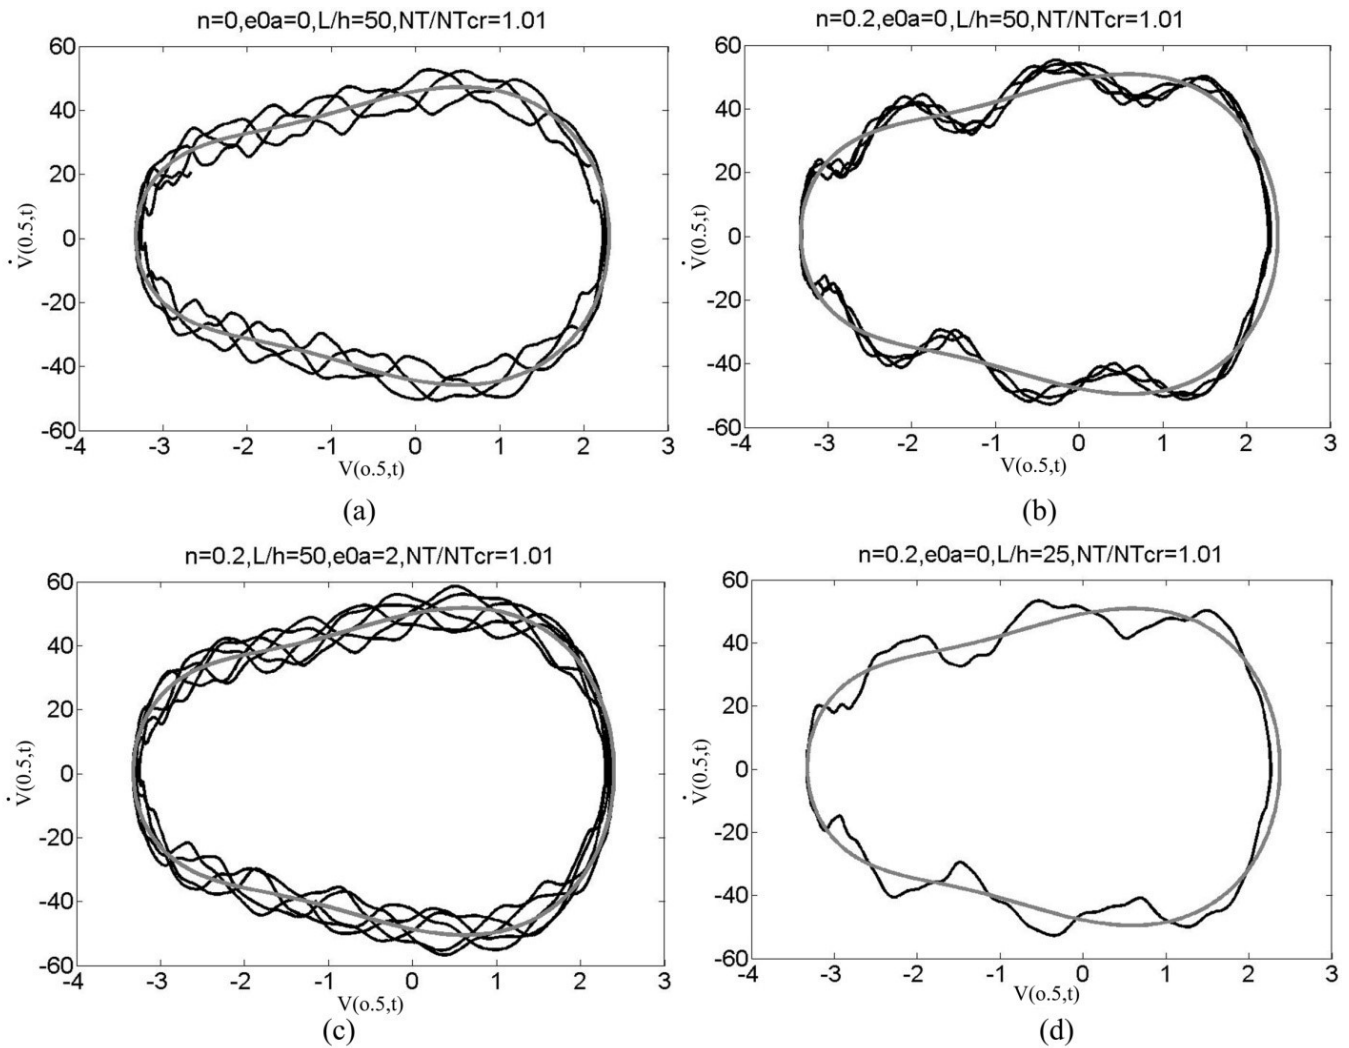 n=0,e0a=0,L/h=50,NT/NTcr=1.01
60
40
20
0
-20
-40
-60
-4 -3 -2 -1 0 1 2 3
V̇(0.5,t)
V(o.5,t)
(a)
n=0.2,e0a=0,L/h=50,NT/NTcr=1.01
60
40
20
0
-20
-40
-60
-4 -3 -2 -1 0 1 2 3
V̇(0.5,t)
V(o.5,t)
(b)
n=0.2,L/h=50,e0a=2,NT/NTcr=1.01
60
40
20
0
-20
-40
-60
-4 -3 -2 -1 0 1 2 3
V̇(0.5,t)
V(o.5,t)
(c)
n=0.2,e0a=0,L/h=25,NT/NTcr=1.01
60
40
20
0
-20
-40
-60
-4 -3 -2 -1 0 1 2 3
V̇(0.5,t)
V(o.5,t)
(d)